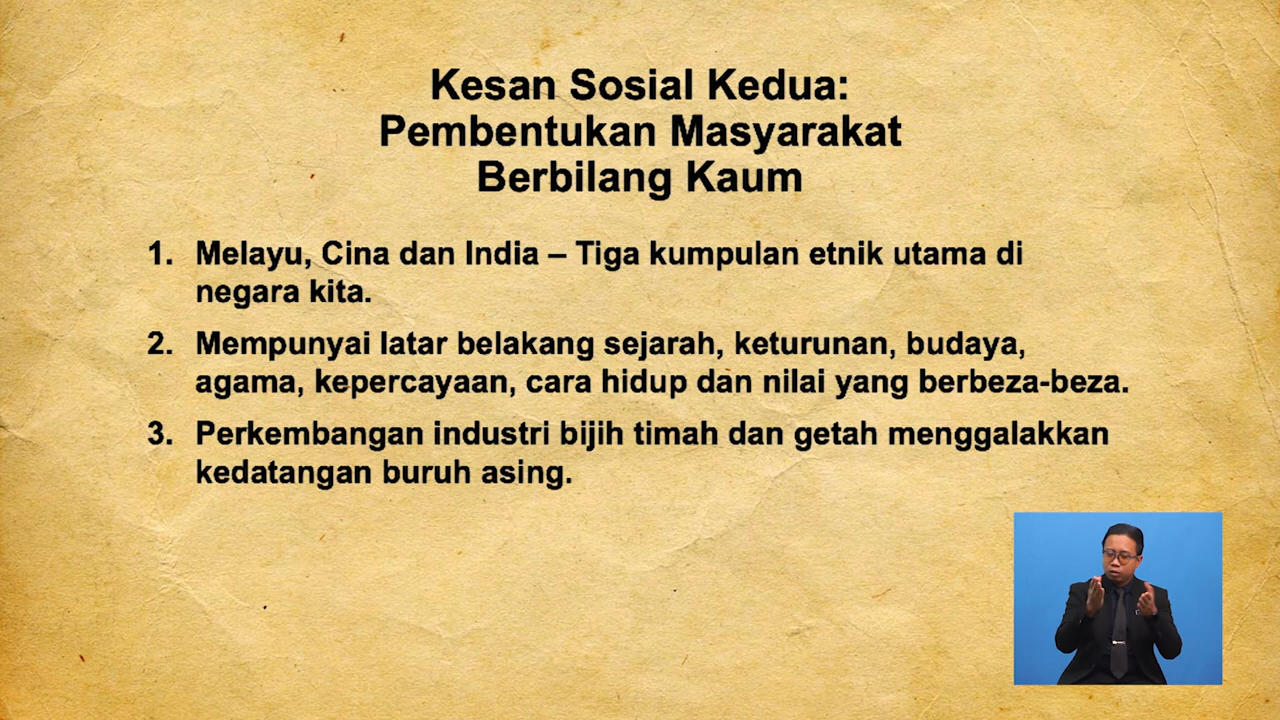 Kesan Sosial Kedua:
Pembentukan Masyarakat
Berbilang Kaum
1. Melayu, Cina dan India – Tiga kumpulan etnik utama di
negara kita.
2. Mempunyai latar belakang sejarah, keturunan, budaya,
agama, kepercayaan, cara hidup dan nilai yang berbeza-beza.
3. Perkembangan industri bijih timah dan getah menggalakkan
kedatangan buruh asing.